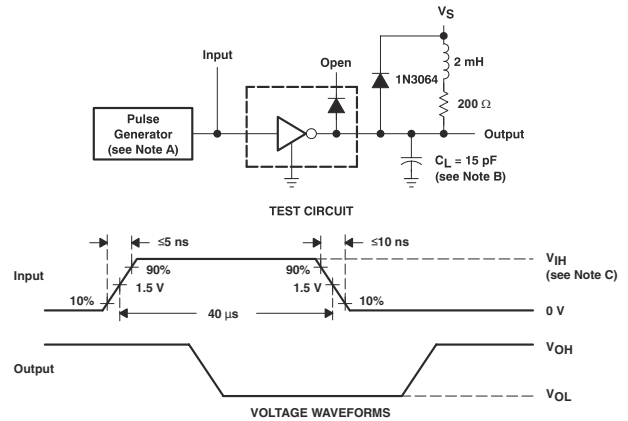 VS
Input
Open
2 mH
1N3064
200 Ω
Pulse
Generator
(see Note A)
Output
CL = 15 pF
(see Note B)
TEST CIRCUIT
≤5 ns
≤10 ns
Input
90%
90%
VIH
(see Note C)
1.5 V
1.5 V
10%
10%
40 μs
0 V
Output
VOH
VOL
VOLTAGE WAVEFORMS